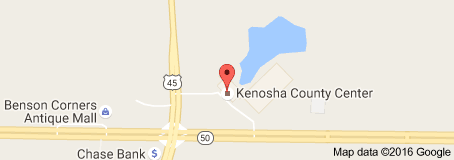 45
Kenosha County Center
Benson Corners
Antique Mall
50
Chase Bank
$
Map data ©2016 Google